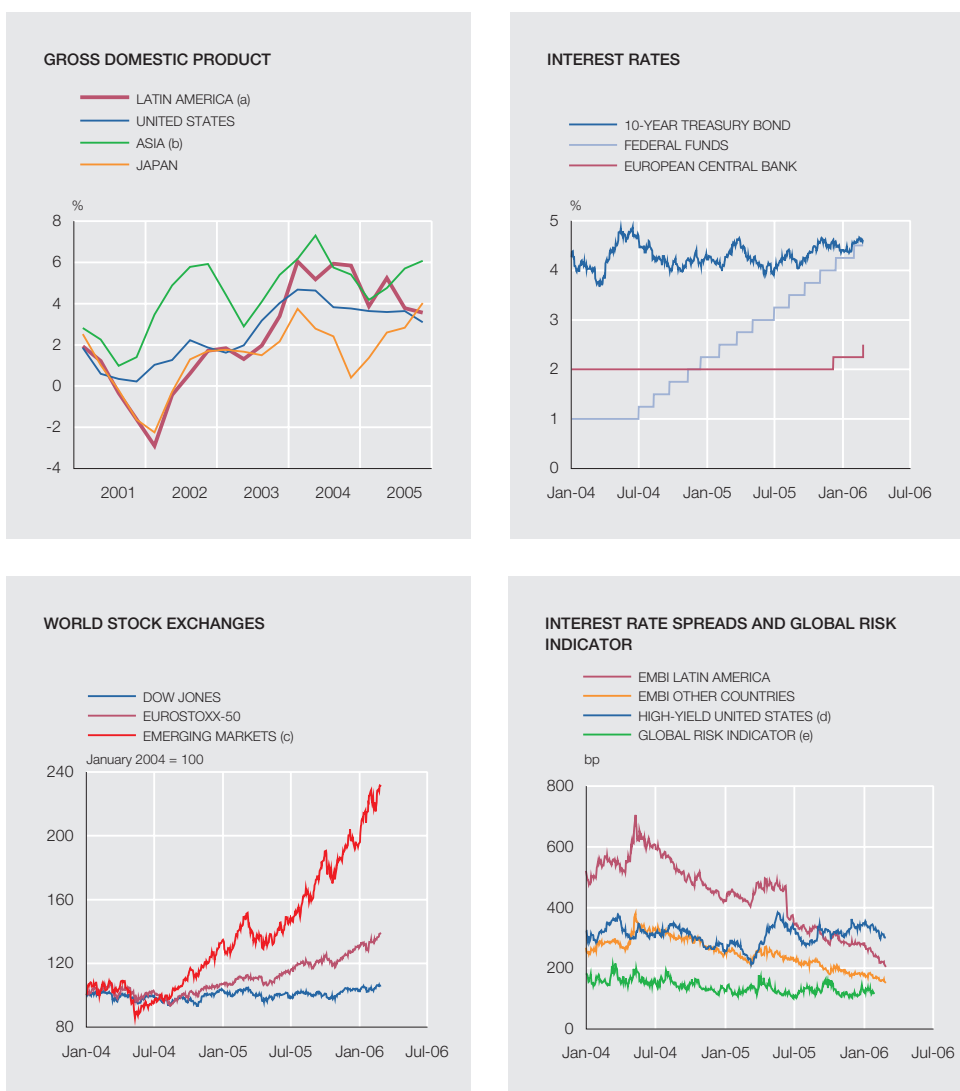 GROSS DOMESTIC PRODUCT
LATIN AMERICA (a)
UNITED STATES
ASIA (b)
JAPAN
%
8
6
4
2
0
-2
-4
2001 2002 2003 2004 2005
INTEREST RATES
10-YEAR TREASURY BOND
FEDERAL FUNDS
EUROPEAN CENTRAL BANK
%
5
4
3
2
1
0
Jan-04 Jul-04 Jan-05 Jul-05 Jan-06 Jul-06
WORLD STOCK EXCHANGES
DOW JONES
EUROSTOXX-50
EMERGING MARKETS (c)
January 2004 = 100
240
200
160
120
80
Jan-04 Jul-04 Jan-05 Jul-05 Jan-06 Jul-06
INTEREST RATE SPREADS AND GLOBAL RISK
INDICATOR
EMBI LATIN AMERICA
EMBI OTHER COUNTRIES
HIGH-YIELD UNITED STATES (d)
GLOBAL RISK INDICATOR (e)
bp
800
600
400
200
0
Jan-04 Jul-04 Jan-05 Jul-05 Jan-06 Jul-06